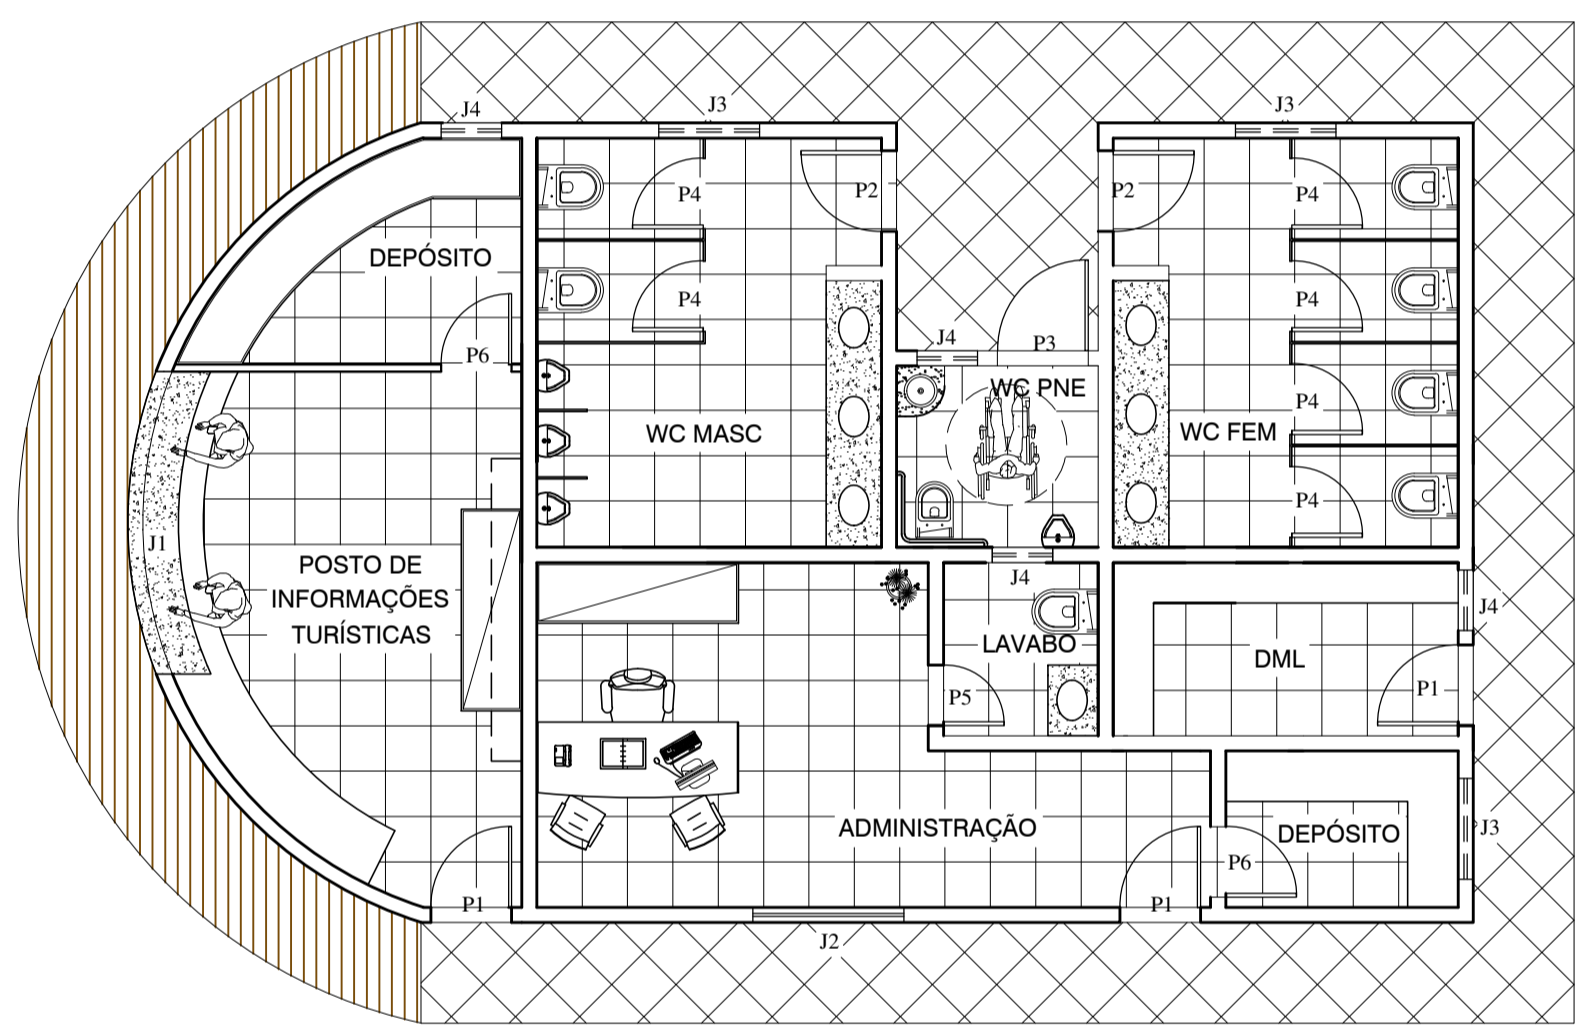 J4
J3
J3
P4
P2
P2
P4
DEPÓSITO
P4
P4
J4
P3
P6
WC PNE
P4
WC MASC
WC FEM
P4
J1
POSTO DE
INFORMAÇÕES
TURÍSTICAS
J4
J4
LAVABO
DML
P5
P1
ADMINISTRAÇÃO
DEPÓSITO
J3
P6
P1
P1
J2